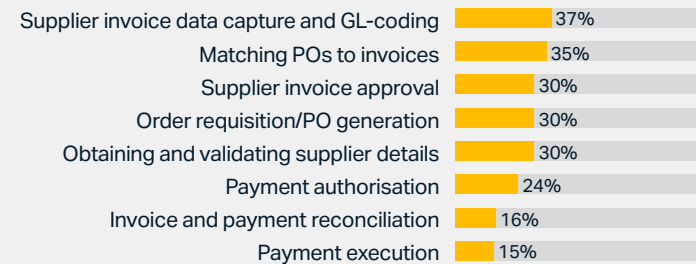 Supplier invoice data capture and GL-coding 37%
Matching POs to invoices 35%
Supplier invoice approval 30%
Order requisition/PO generation 30%
Obtaining and validating supplier details 30%
Payment authorisation 24%
Invoice and payment reconciliation 16%
Payment execution 15%